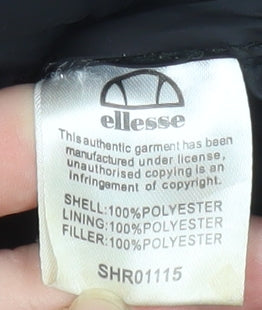 ellesse
This authentic garment has been
manufactured under license,
unauthorised copying is an
infringement of copyright.
SHELL:100%POLYESTER
LINING:100%POLYESTER
FILLER:100%POLYESTER
SHR01115